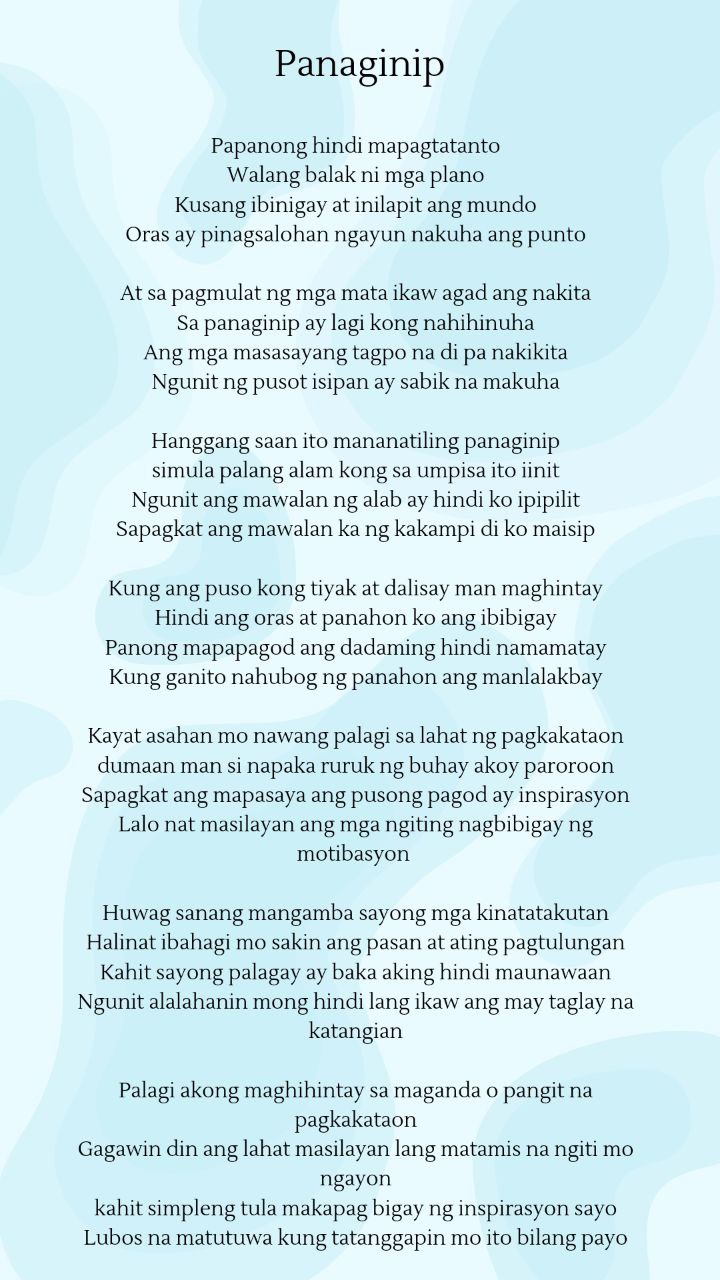 Panaginip
Papanong hindi mapagtatanto
Walang balak ni mga plano
Kusang ibinigay at inilapit ang mundo
Oras ay pinagsalohan ngayun nakuha ang punto
At sa pagmulat ng mga mata ikaw agad ang nakita
Sa panaginip ay lagi kong nahihinuha
Ang mga masasayang tagpo na di pa nakikita
Ngunit ng pusot isipan ay sabik na makuha
Hanggang saan ito mananatiling panaginip
simula palang alam kong sa umpisa ito iinit
Ngunit ang mawalan ng alab ay hindi ko ipipilit
Sapagkat ang mawalan ka ng kakampi di ko maisip
Kung ang puso kong tiyak at dalisay man maghintay
Hindi ang oras at panahon ko ang ibibigay
Panong mapapagod ang dadaming hindi namamatay
Kung ganito nahubog ng panahon ang manlalakbay
Kayat asahan mo nawang palagi sa lahat ng pagkakataon
dumaan man si napaka ruruk ng buhay akoy paroroon
Sapagkat ang mapasaya ang pusong pagod ay inspirasyon
Lalo nat masilayan ang mga ngiting nagbibigay ng
motibasyon
Huwag sanang mangamba sayong mga kinatatakutan
Halinat ibahagi mo sakin ang pasan at ating pagtulungan
Kahit sayong palagay ay baka aking hindi maunawaan
Ngunit alalahanin mong hindi lang ikaw ang may taglay na
katangian
Palagi akong maghihintay sa maganda o pangit na
pagkakataon
Gagawin din ang lahat masilayan lang matamis na ngiti mo
ngayon
kahit simpleng tula makapag bigay ng inspirasyon sayo
Lubos na matutuwa kung tatanggapin mo ito bilang payo